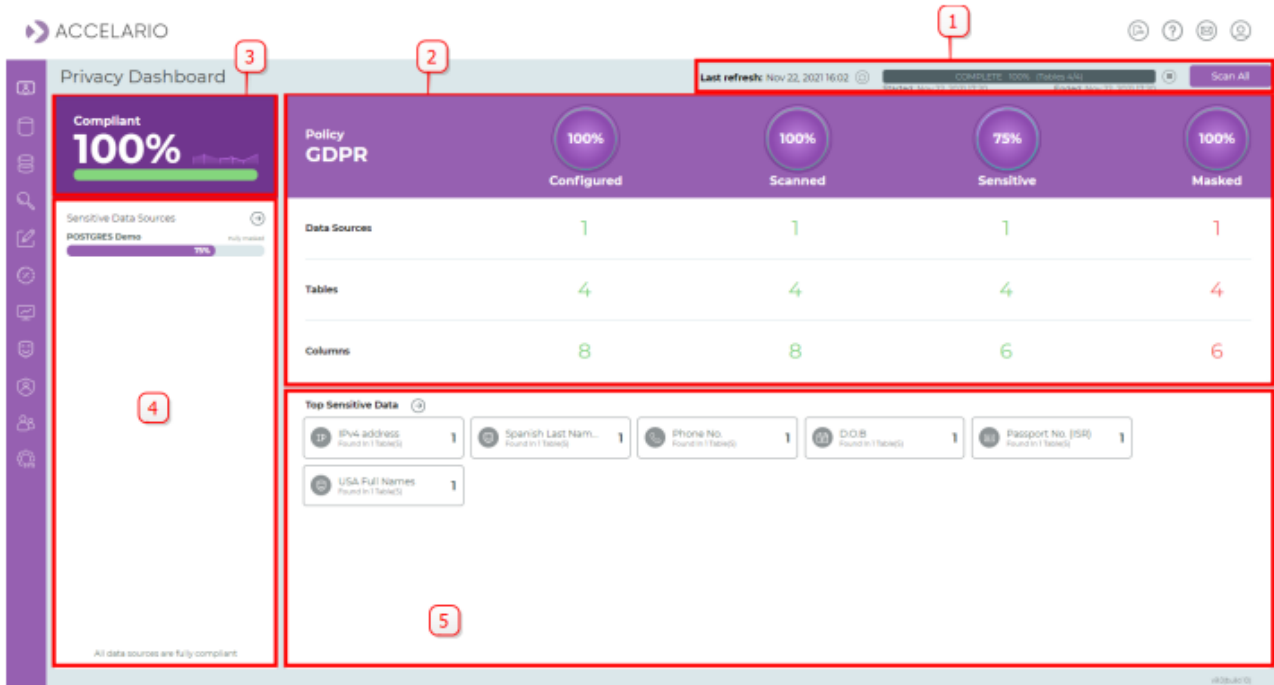 ACCELARIO
1
3
2
Privacy Dashboard
Last refresh: Nov 22, 2021 16:02
COMPLETE 100% (Tables 4/4)
Scan All
Compliant
100%
Policy
GDPR
100%
Configured
100%
Scanned
75%
Sensitive
100%
Masked
Sensitive Data Sources
POSTGRES Demo
Fully masked
75%
Data Sources 1 1 1 1
Tables 4 4 4 4
Columns 8 8 6 6
4
Top Sensitive Data
IP
IPv4 address 1
Found In 1 Table(S)
Spanish Last Nam... 1
Found In 1 Table(S)
Phone No. 1
Found In 1 Table(S)
D.O.B 1
Found In 1 Table(S)
Passport No. (ISR) 1
Found In 1 Table(S)
USA Full Names 1
Found In 1 Table(S)
5
All data sources are fully compliant